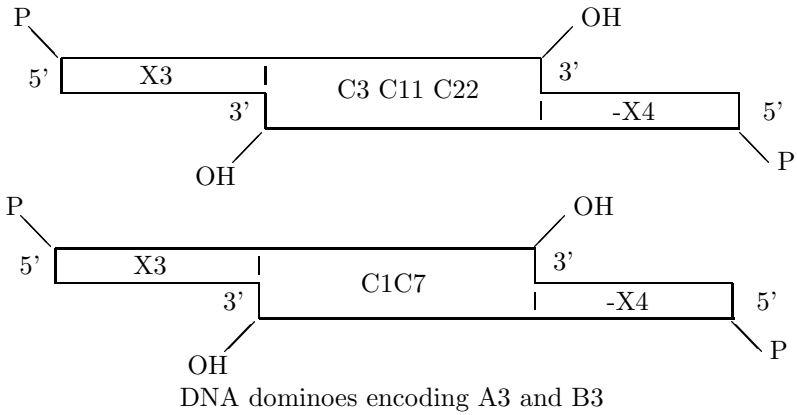 P OH
5' X3 C3 C11 C22 3'
3' -X4 5'
OH P
P OH
5' X3 C1C7 3'
3' -X4 5'
OH P
DNA dominoes encoding A3 and B3